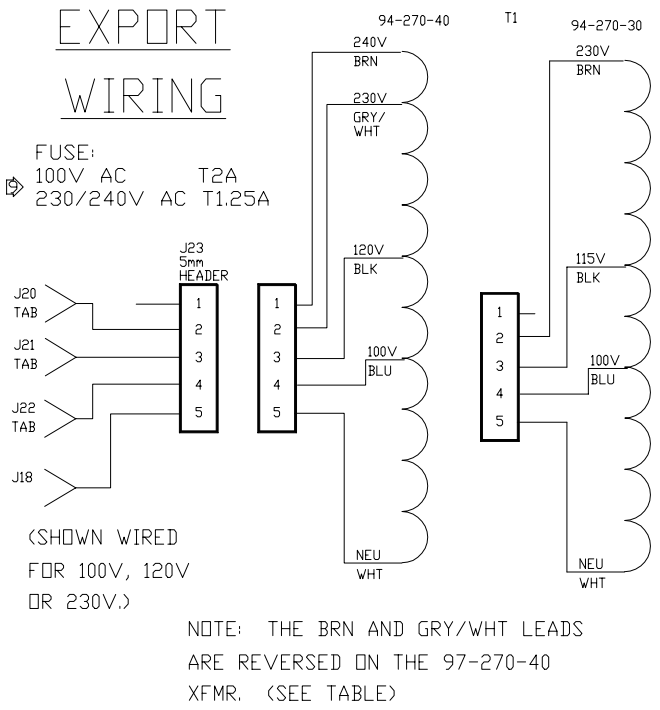 EXPORT
WIRING
FUSE:
100V AC T2A
9
230/240V AC T1.25A
J23
5mm
HEADER
J20
TAB
J21
TAB
J22
TAB
J18
1
2
3
4
5
1
2
3
4
5
94-270-40
240V
BRN
230V
GRY/
WHT
120V
BLK
100V
BLU
NEU
WHT
T1
94-270-30
230V
BRN
115V
BLK
100V
BLU
NEU
WHT
1
2
3
4
5
(SHOWN WIRED
FOR 100V, 120V
OR 230V.)
NOTE: THE BRN AND GRY/WHT LEADS
ARE REVERSED ON THE 97-270-40
XFMR. (SEE TABLE)